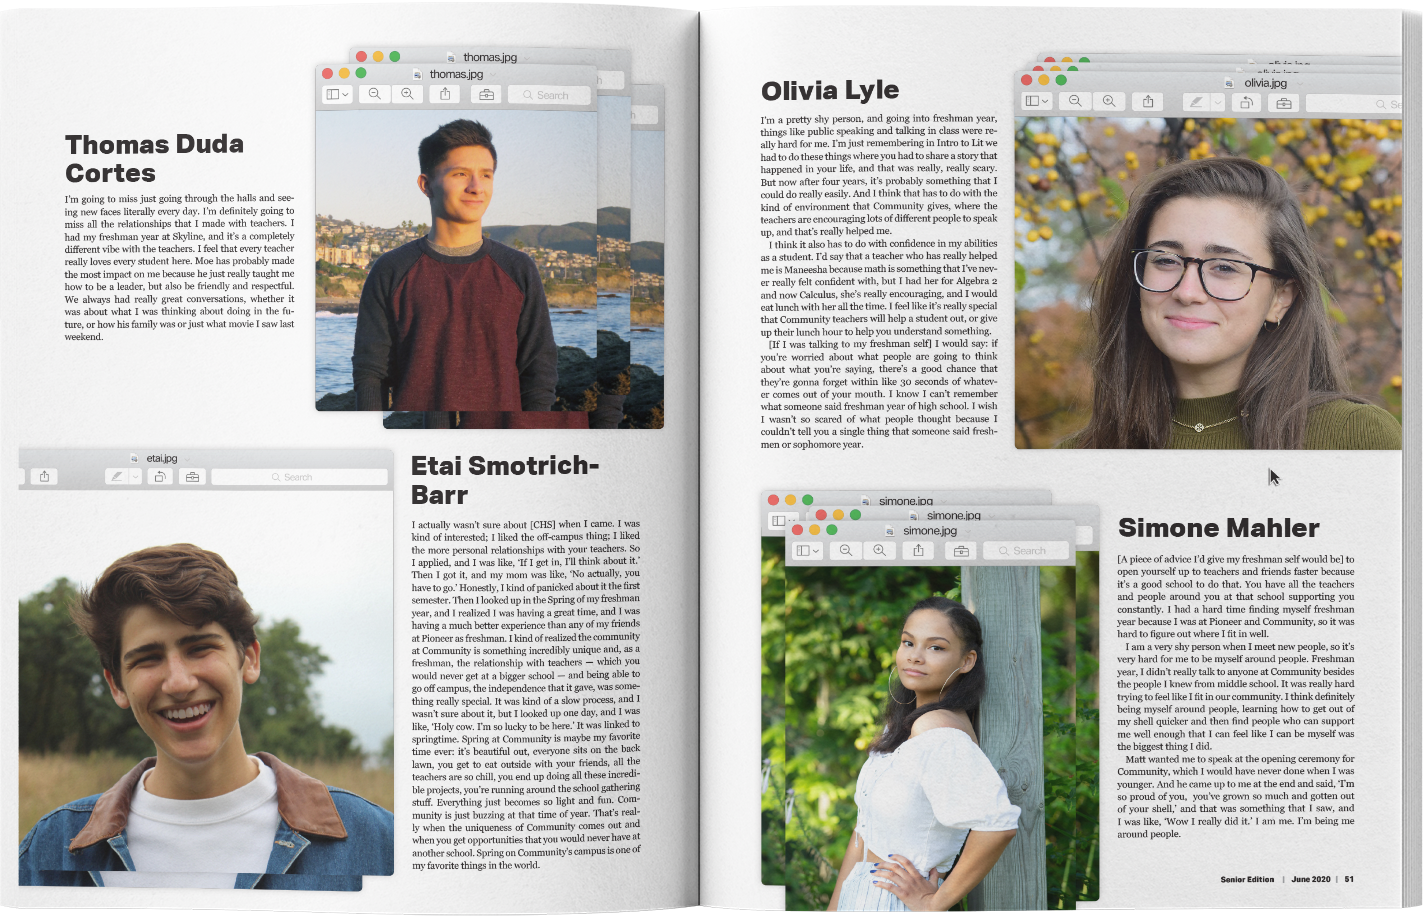 thomas.jpg
thomas.jpg
Search
Thomas Duda
Cortes
I'm going to miss just going through the halls and see-
ing new faces literally every day. I'm definitely going to
miss all the relationships that I made with teachers. I
had my freshman year at Skyline, and it's a completely
different vibe with the teachers. I feel that every teacher
really loves every student here. Moe has probably made
the most impact on me because he just really taught me
how to be a leader, but also be friendly and respectful.
We always had really great conversations, whether it
was about what I was thinking about doing in the fu-
ture, or how his family was or just what movie I saw last
weekend.
etai.jpg
Search
Etai Smotrich-
Barr
I actually wasn't sure about [CHS] when I came. I was
kind of interested; I liked the off-campus thing; I liked
the more personal relationships with your teachers. So
I applied, and I was like, 'If I get in, I'll think about it.'
Then I got it, and my mom was like, 'No actually, you
have to go.' Honestly, I kind of panicked about it the first
semester. Then I looked up in the Spring of my freshman
year, and I realized I was having a great time, and I was
having a much better experience than any of my friends
at Pioneer as freshman. I kind of realized the community
at Community is something incredibly unique and, as a
freshman, the relationship with teachers — which you
would never get at a bigger school — and being able to
go off campus, the independence that it gave, was some-
thing really special. It was kind of a slow process, and I
wasn't sure about it, but I looked up one day, and I was
like, 'Holy cow. I'm so lucky to be here.' It was linked to
springtime. Spring at Community is maybe my favorite
time ever: it's beautiful out, everyone sits on the back
lawn, you get to eat outside with your friends, all the
teachers are so chill, you end up doing all these incredi-
ble projects, you're running around the school gathering
stuff. Everything just becomes so light and fun. Com-
munity is just buzzing at that time of year. That's real-
ly when the uniqueness of Community comes out and
when you get opportunities that you would never have at
another school. Spring on Community's campus is one of
my favorite things in the world.
Olivia Lyle
I'm a pretty shy person, and going into freshman year,
things like public speaking and talking in class were re-
ally hard for me. I'm just remembering in Intro to Lit we
had to do these things where you had to share a story that
happened in your life, and that was really, really scary.
But now after four years, it's probably something that I
could do really easily. And I think that has to do with the
kind of environment that Community gives, where the
teachers are encouraging lots of different people to speak
up, and that's really helped me.
I think it also has to do with confidence in my abilities
as a student. I'd say that a teacher who has really helped
me is Maneesha because math is something that I've nev-
er really felt confident with, but I had her for Algebra 2
and now Calculus, she's really encouraging, and I would
eat lunch with her all the time. I feel like it's really special
that Community teachers will help a student out, or give
up their lunch hour to help you understand something.
[If I was talking to my freshman self] I would say: if
you're worried about what people are going to think
about what you're saying, there's a good chance that
they're gonna forget within like 30 seconds of whatev-
er comes out of your mouth. I know I can't remember
what someone said freshman year of high school. I wish
I wasn't so scared of what people thought because I
couldn't tell you a single thing that someone said fresh-
men or sophomore year.
olivia.jpg
Se
simone.jpg
simone.jpg
simone.jpg
Search
Simone Mahler
[A piece of advice I'd give my freshman self would be] to
open yourself up to teachers and friends faster because
it's a good school to do that. You have all the teachers
and people around you at that school supporting you
constantly. I had a hard time finding myself freshman
year because I was at Pioneer and Community, so it was
hard to figure out where I fit in well.
I am a very shy person when I meet new people, so it's
very hard for me to be myself around people. Freshman
year, I didn't really talk to anyone at Community besides
the people I knew from middle school. It was really hard
trying to feel like I fit in our community. I think definitely
being myself around people, learning how to get out of
my shell quicker and then find people who can support
me well enough that I can feel like I can be myself was
the biggest thing I did.
Matt wanted me to speak at the opening ceremony for
Community, which I would have never done when I was
younger. And he came up to me at the end and said, 'I'm
so proud of you, you've grown so much and gotten out
of your shell,' and that was something that I saw, and
I was like, 'Wow I really did it.' I am me. I'm being me
around people.
Senior Edition | June 2020 | 51